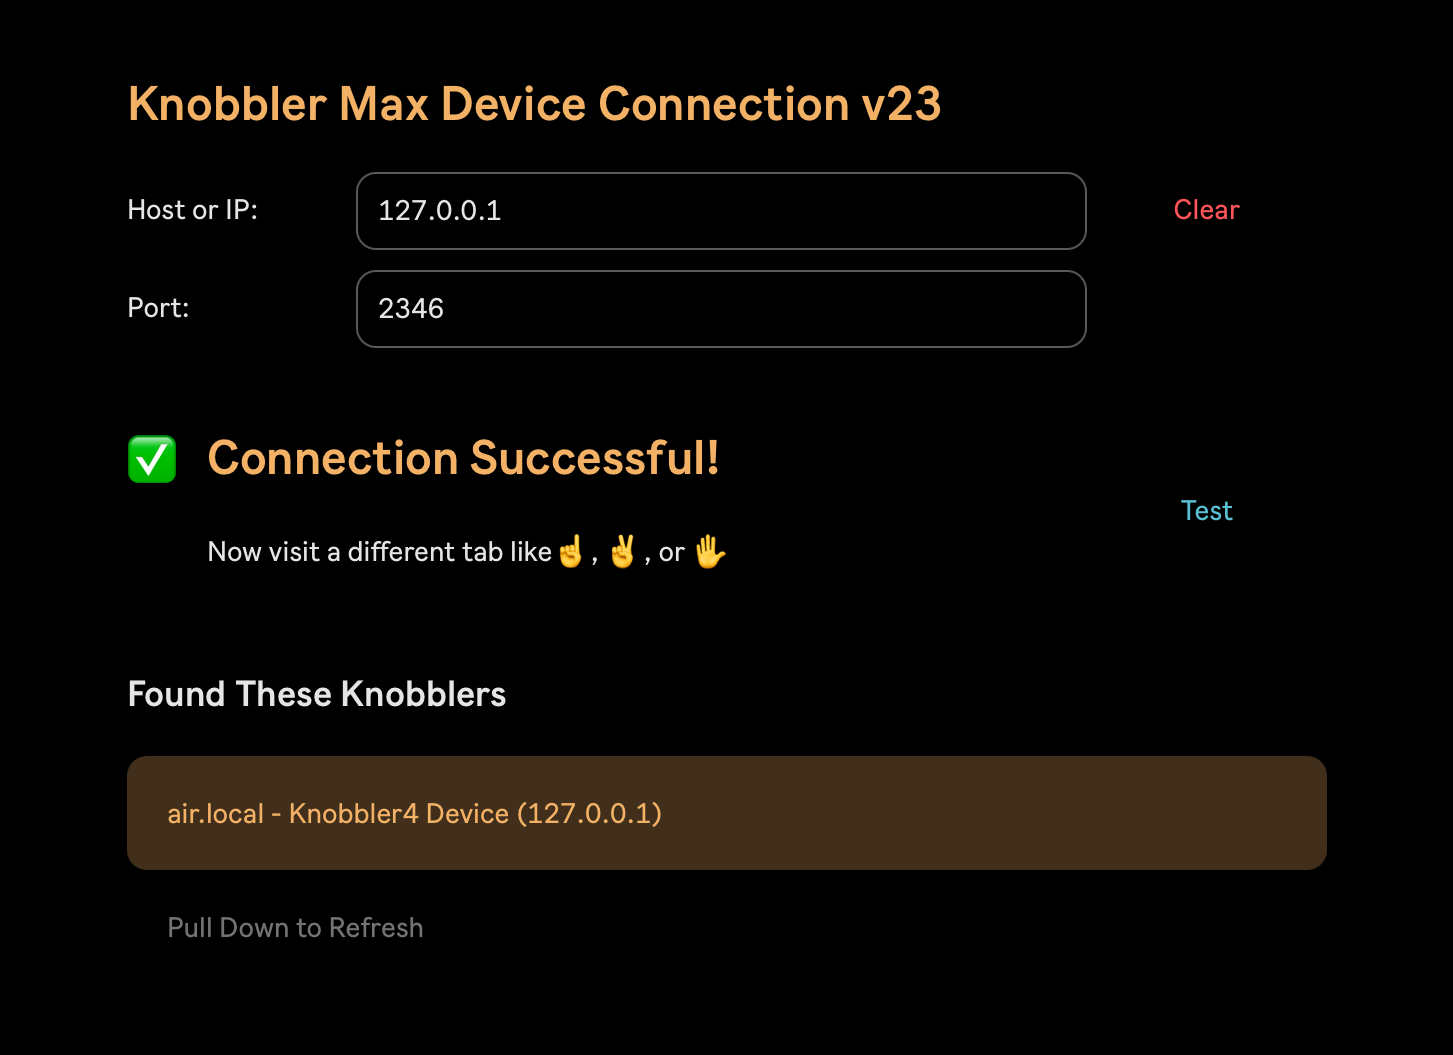 Knobbler Max Device Connection v23
Host or IP: 127.0.0.1 Clear
Port: 2346
✅ Connection Successful!
Test
Now visit a different tab like ☝️, ✌️, or ✋
Found These Knobblers
air.local - Knobbler4 Device (127.0.0.1)
Pull Down to Refresh